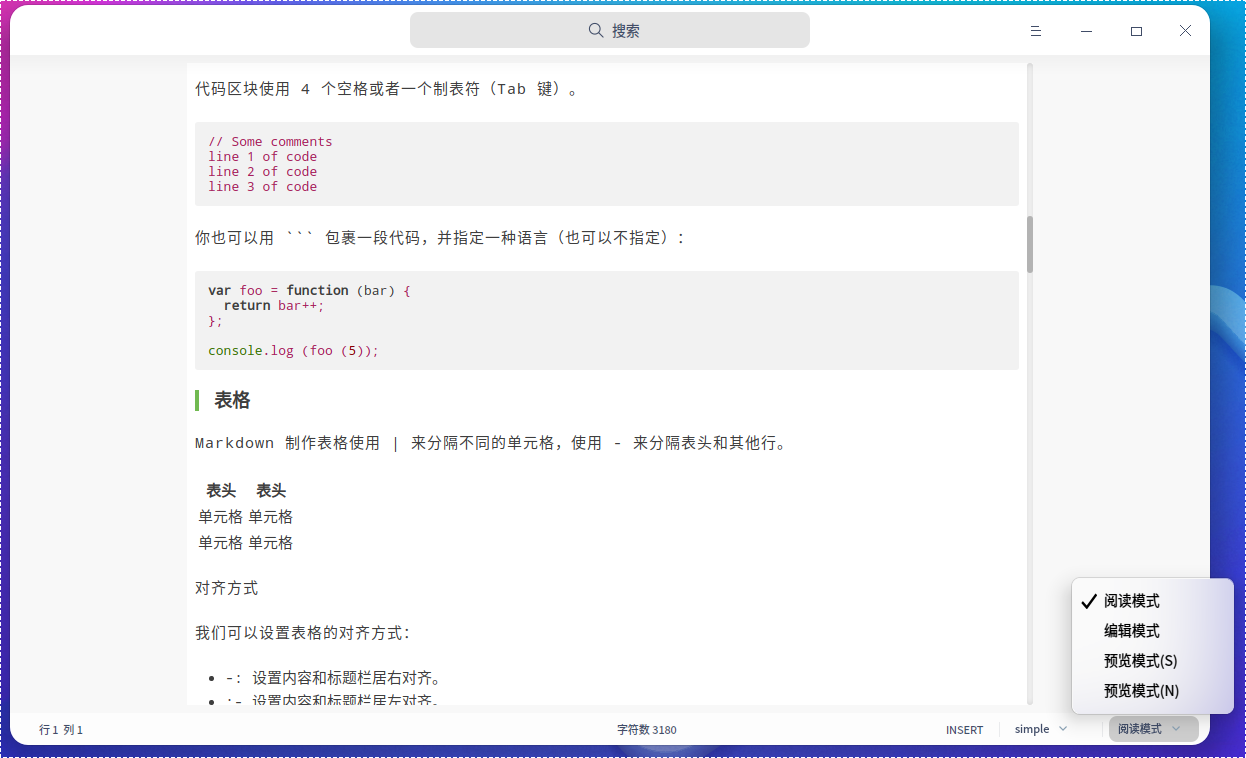 搜索
代码区块使用 4 个空格或者一个制表符（Tab 键）。
// Some comments
line 1 of code
line 2 of code
line 3 of code
你也可以用 ``` 包裹一段代码，并指定一种语言（也可以不指定）：
var foo = function (bar) {
  return bar++;
};
console.log (foo (5));
表格
Markdown 制作表格使用 | 来分隔不同的单元格，使用 - 来分隔表头和其他行。
表头 表头
单元格 单元格
单元格 单元格
对齐方式
我们可以设置表格的对齐方式：
• -: 设置内容和标题栏居右对齐。
• :- 设置内容和标题栏居左对齐。
阅读模式
编辑模式
预览模式(S)
预览模式(N)
行 1 列 1 字符数 3180 INSERT simple 阅读模式